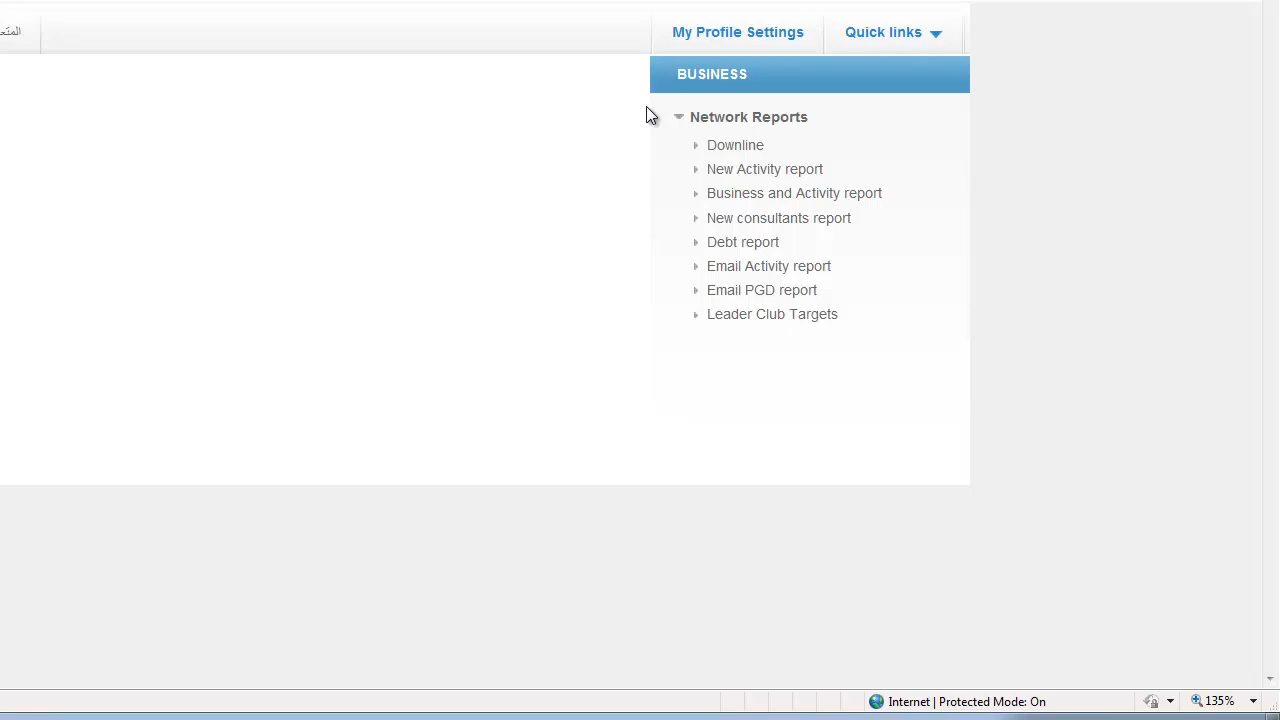 My Profile Settings
Quick links
BUSINESS
Network Reports
Downline
New Activity report
Business and Activity report
New consultants report
Debt report
Email Activity report
Email PGD report
Leader Club Targets
Internet | Protected Mode: On
135%